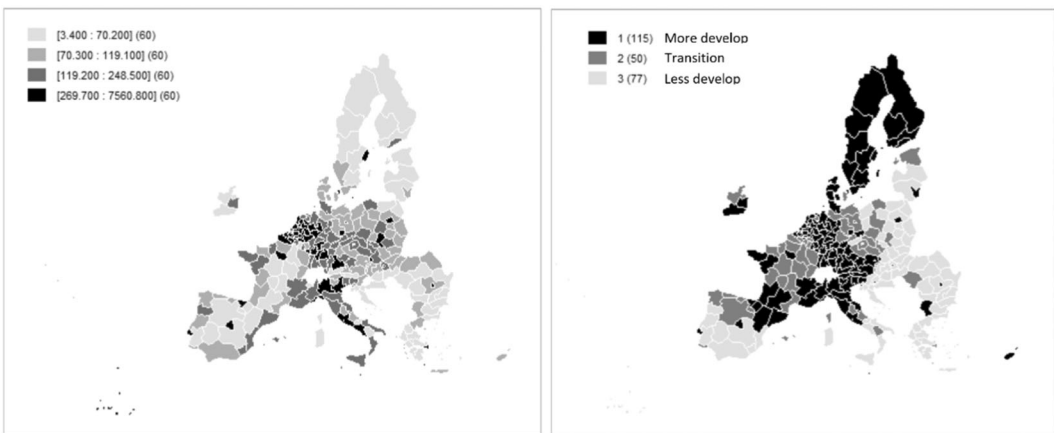 [3.400 : 70.200] (60)
[70.300 : 119.100] (60)
[119.200 : 248.500] (60)
[269.700 : 7560.800] (60)
1 (115) More develop
2 (50) Transition
3 (77) Less develop